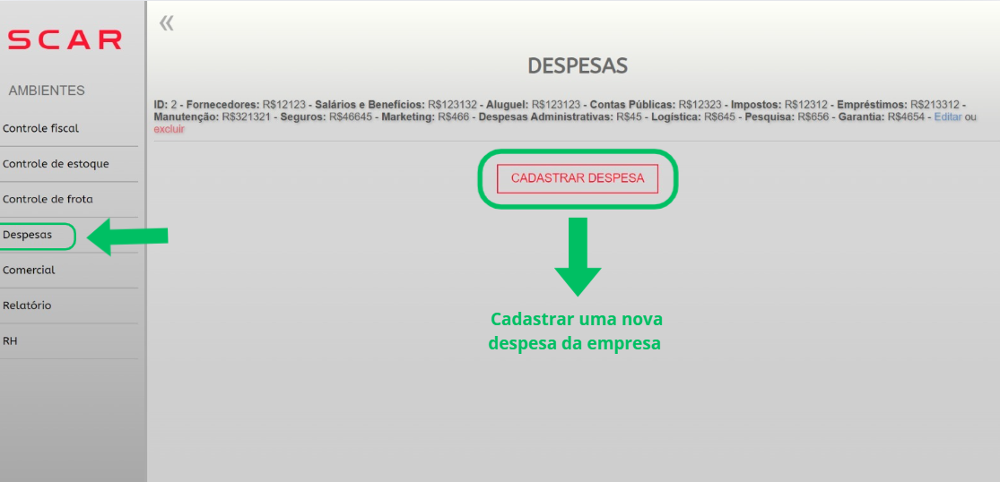 SCAR
AMBIENTES
Controle fiscal
Controle de estoque
Controle de frota
Despesas
Comercial
Relatório
RH
«
DESPESAS
ID: 2 - Fornecedores: R$12123 - Salários e Benefícios: R$123132 - Aluguel: R$123123 - Contas Públicas: R$12323 - Impostos: R$12312 - Empréstimos: R$213312 -
Manutenção: R$321321 - Seguros: R$46645 - Marketing: R$466 - Despesas Administrativas: R$45 - Logística: R$645 - Pesquisa: R$656 - Garantia: R$4654 - Editar ou
excluir
CADASTRAR DESPESA
Cadastrar uma nova
despesa da empresa